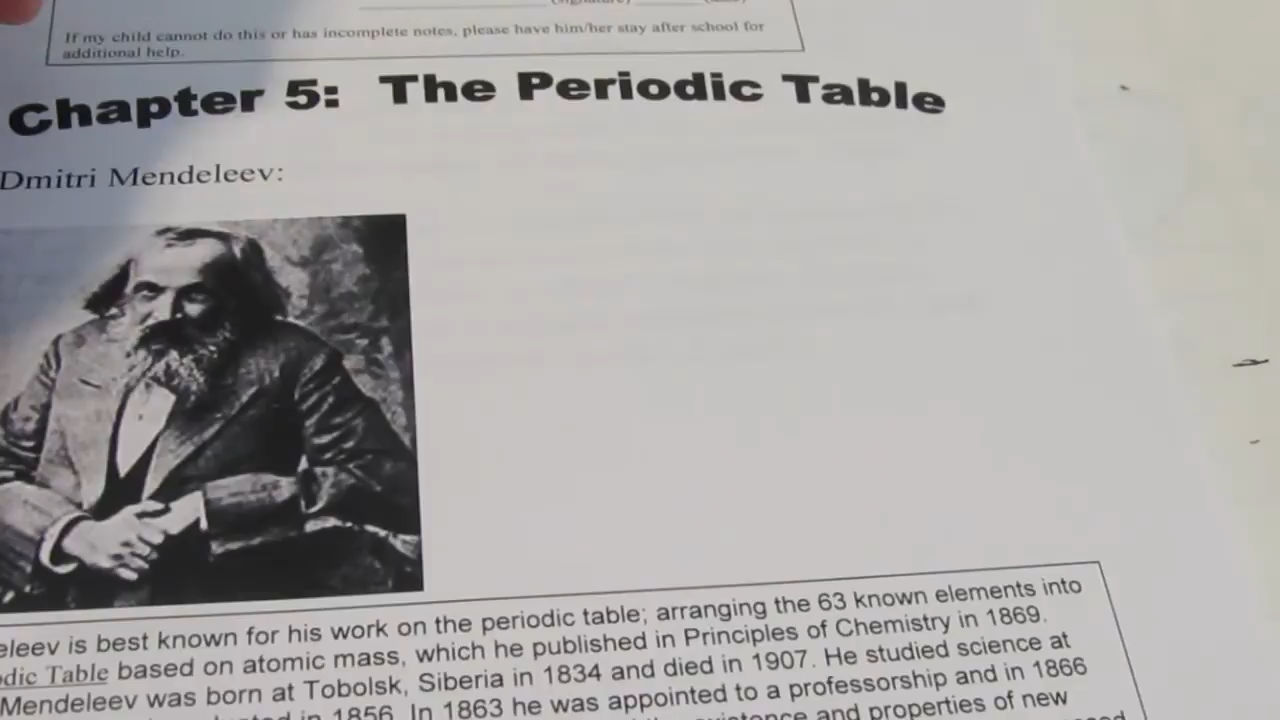 (signature)
If my child cannot do this or has incomplete notes, please have him/her stay after school for
additional help.
Chapter 5: The Periodic Table
Dmitri Mendeleev:
eleev is best known for his work on the periodic table; arranging the 63 known elements into
odic Table based on atomic mass, which he published in Principles of Chemistry in 1869.
Mendeleev was born at Tobolsk, Siberia in 1834 and died in 1907. He studied science at
in 1856. In 1863 he was appointed to a professorship and in 1866
and properties of new